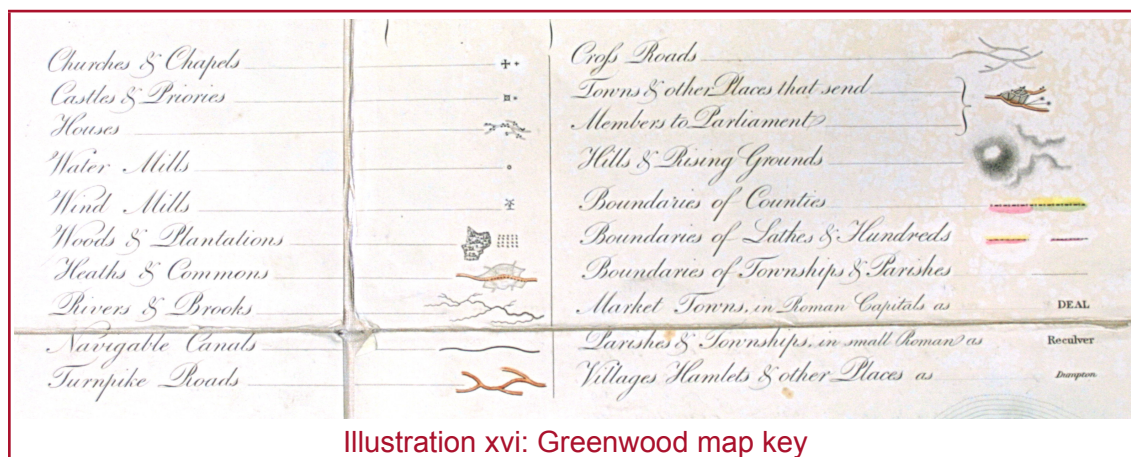 Churches & Chapels
Castles & Priories
Houses
Water Mills
Wind Mills
Woods & Plantations
Heaths & Commons
Rivers & Brooks
Navigable Canals
Turnpike Roads
Croſs Roads
Towns & other Places that send
Members to Parliament
Hills & Rising Grounds
Boundaries of Counties
Boundaries of Lathes & Hundreds
Boundaries of Townships & Parishes
Market Towns, in Roman Capitals as DEAL
Parishes & Townships, in small Roman as Reculver
Villages Hamlets & other Places as Dumpton
Illustration xvi: Greenwood map key